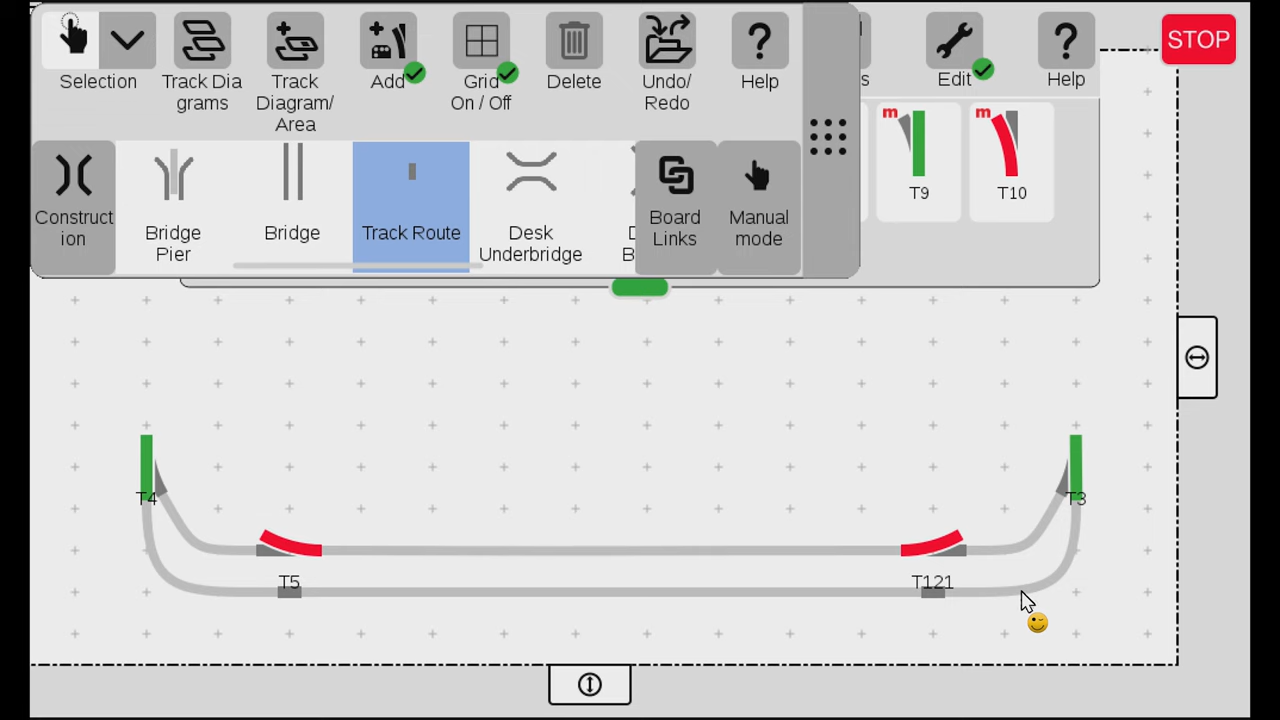 STOP
Selection
Track Dia
grams
Track
Diagram/
Area
Add
Grid
On / Off
Delete
Undo/
Redo
Help
s
Edit
Help
m
T9
m
T10
Construct
ion
Bridge
Pier
Bridge
Track Route
Desk
Underbridge
Board
Links
Manual
mode
T4
T3
T5
T121